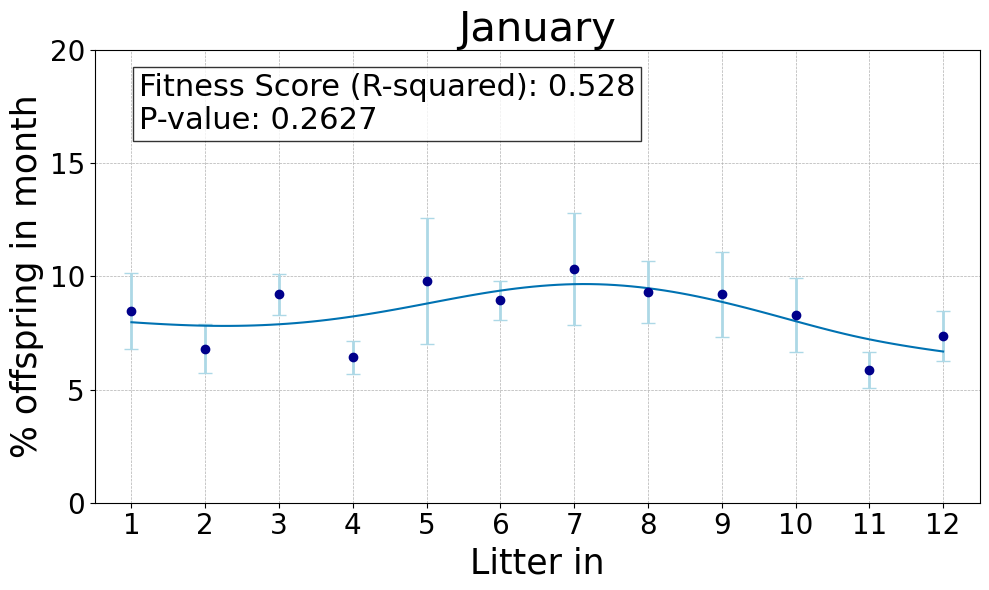 January
Fitness Score (R-squared): 0.528
P-value: 0.2627
% offspring in month
20
15
10
5
0
1 2 3 4 5 6 7 8 9 10 11 12
Litter in